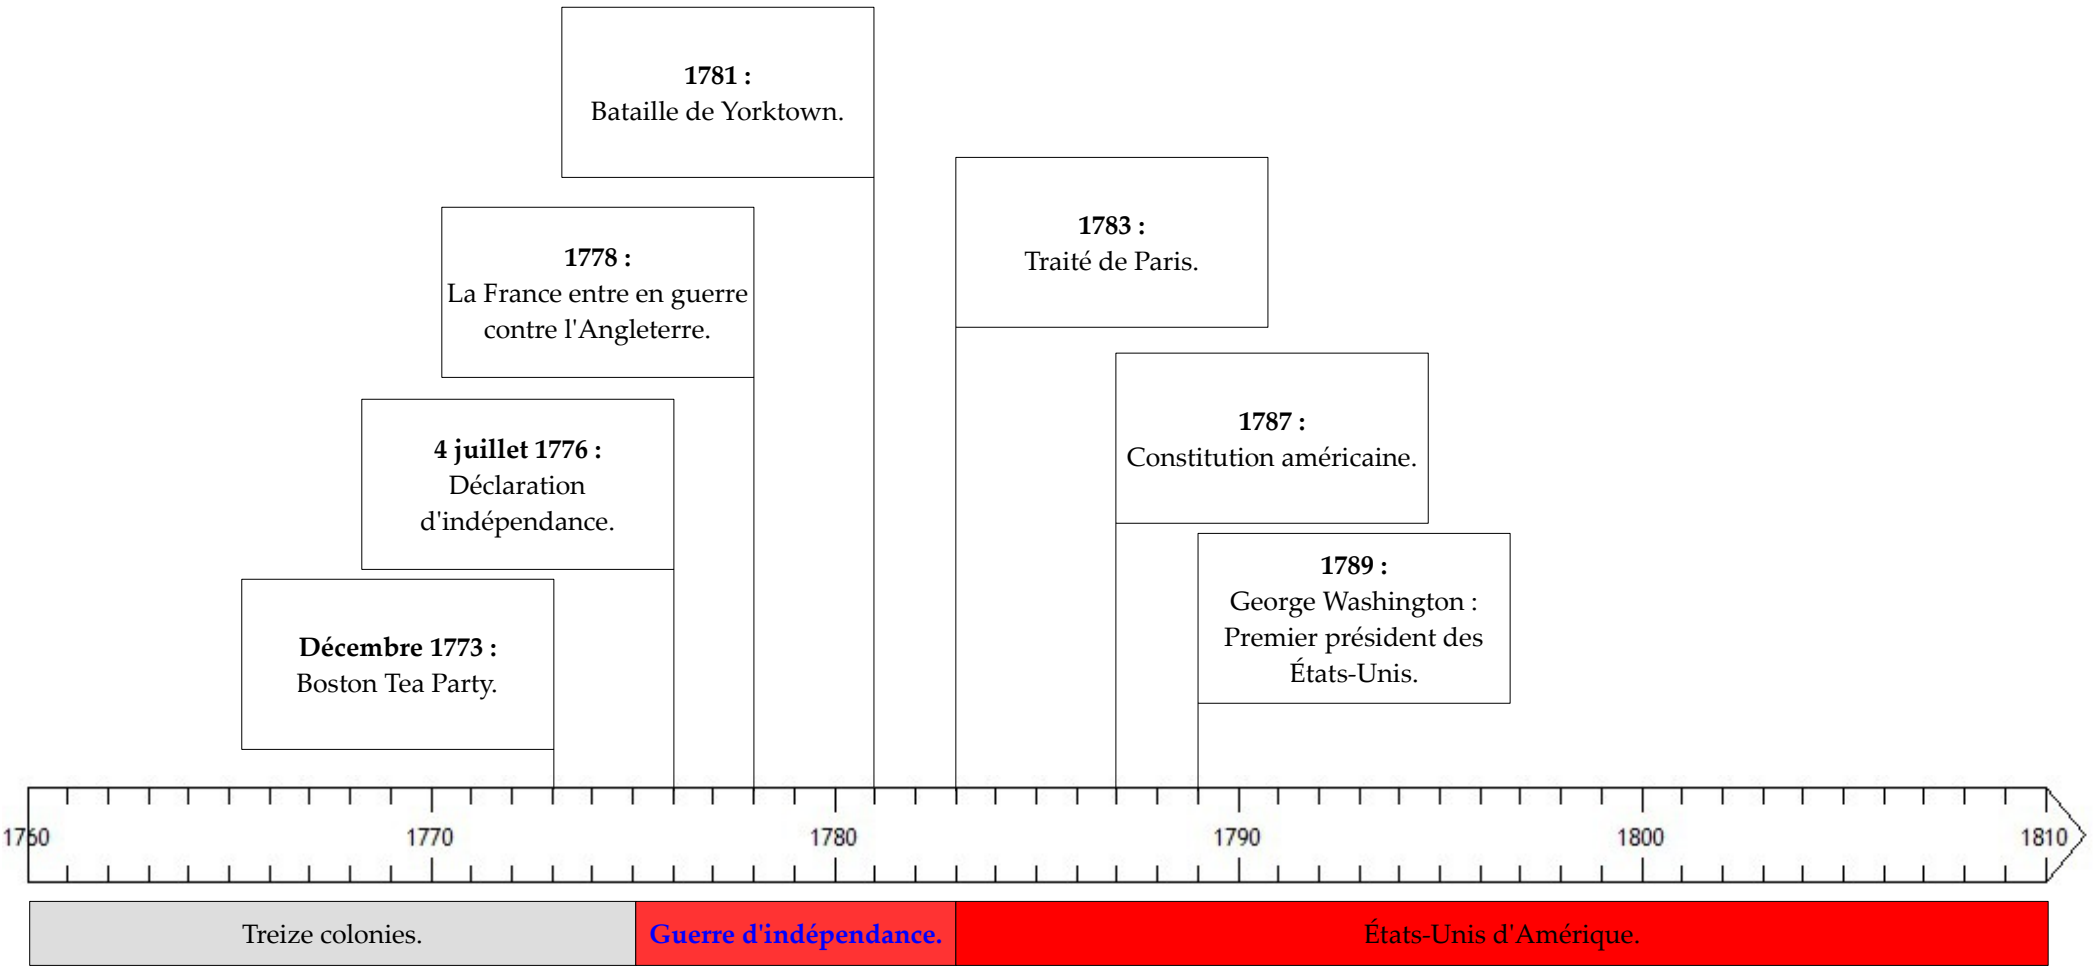 1781 :
Bataille de Yorktown.
1783 :
Traité de Paris.
1778 :
La France entre en guerre
contre l'Angleterre.
1787 :
Constitution américaine.
4 juillet 1776 :
Déclaration
d'indépendance.
1789 :
George Washington :
Premier président des
États-Unis.
Décembre 1773 :
Boston Tea Party.
1760 1770 1780 1790 1800 1810
Treize colonies. Guerre d'indépendance. États-Unis d'Amérique.